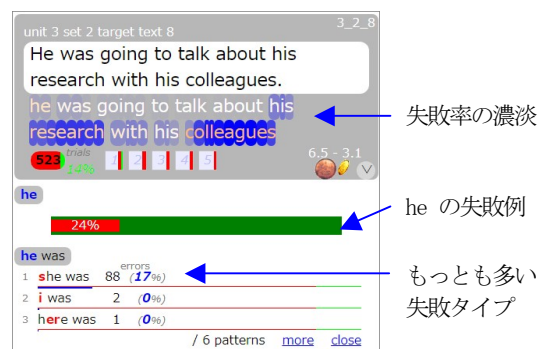 3_2_8
unit 3 set 2 target text 8
He was going to talk about his
research with his colleagues.
he was going to talk about his
research with his colleagues
失敗率の濃淡
523 trials 14% 1 2 3 4 5 6.5 - 3.1
he
he の失敗例
24%
he was
errors
1 she was 88 (17%)
もっとも多い
失敗タイプ
2 i was 2 (0%)
3 here was 1 (0%)
/ 6 patterns more close